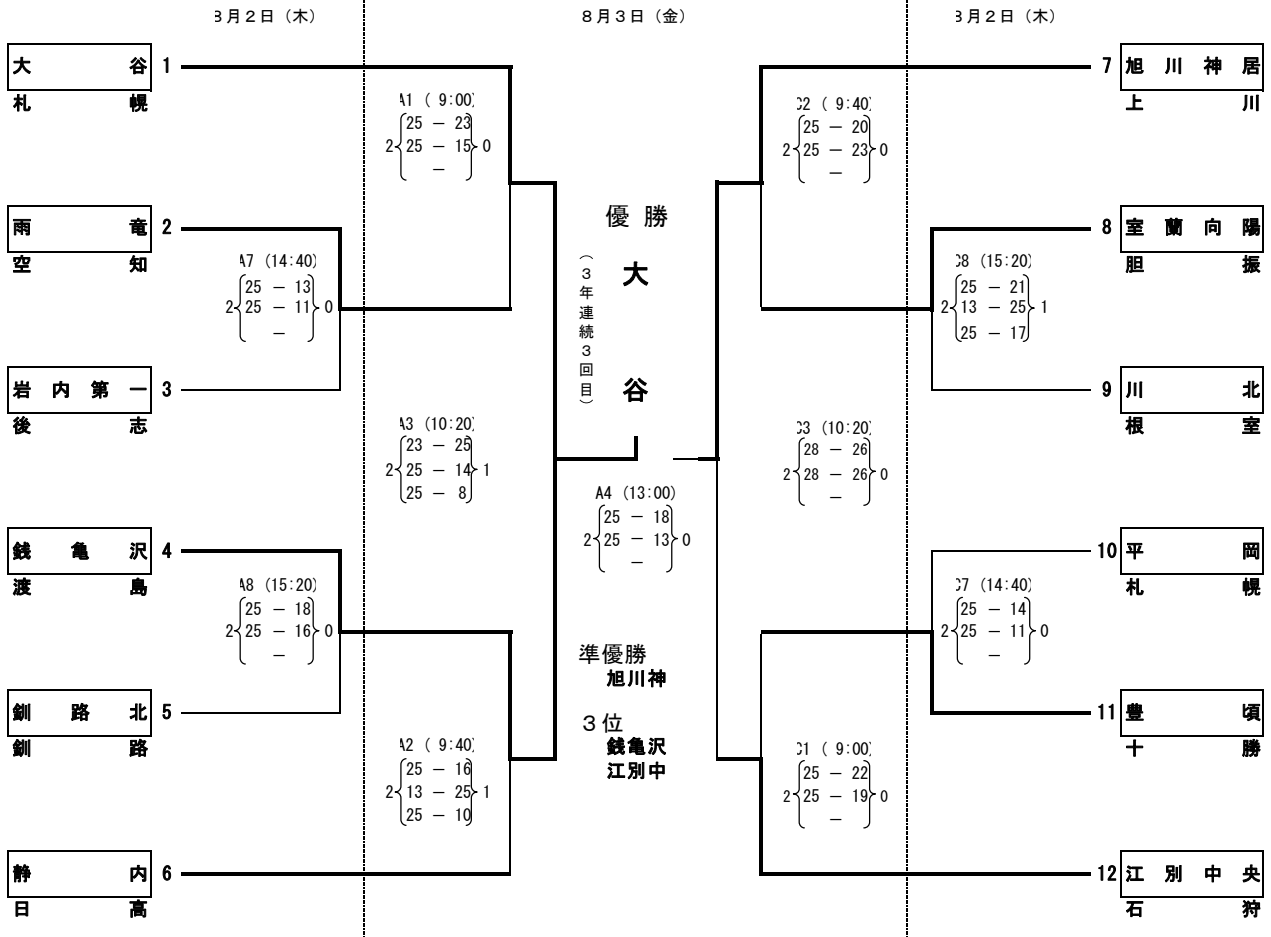 8月2日（木）
8月3日（金）
8月2日（木）
大谷 1
札幌
A1 ( 9:00)
25 － 23
2 25 － 15 0
－
雨竜 2
空知
A7 (14:40)
25 － 13
2 25 － 11 0
－
岩内第一 3
後志
A3 (10:20)
23 － 25
2 25 － 14 1
25 － 8
銭亀沢 4
渡島
A8 (15:20)
25 － 18
2 25 － 16 0
－
釧路北 5
釧路
A2 ( 9:40)
25 － 16
2 13 － 25 1
25 － 10
静内 6
日高
優勝
大谷
（3年連続3回目）
A4 (13:00)
25 － 18
2 25 － 13 0
－
準優勝
旭川神
３位
銭亀沢
江別中
7 旭川神居
上川
C2 ( 9:40)
25 － 20
2 25 － 23 0
－
8 室蘭向陽
胆振
C8 (15:20)
25 － 21
2 13 － 25 1
25 － 17
9 川北
根室
C3 (10:20)
28 － 26
2 28 － 26 0
－
10 平岡
札幌
C7 (14:40)
25 － 14
2 25 － 11 0
－
11 豊頃
十勝
C1 ( 9:00)
25 － 22
2 25 － 19 0
－
12 江別中央
石狩